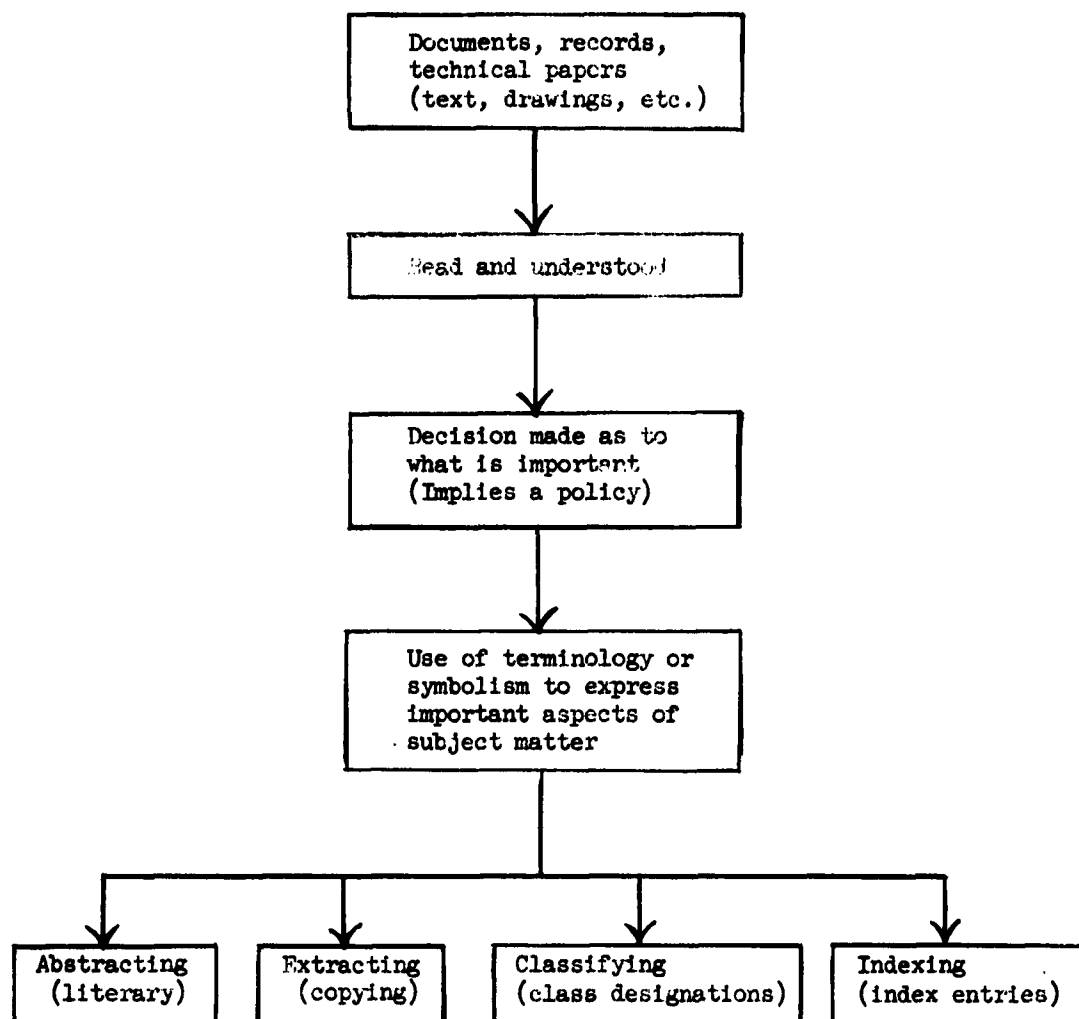 Documents, records,
technical papers
(text, drawings, etc.)
Read and understood
Decision made as to
what is important
(Implies a policy)
Use of terminology or
symbolism to express
important aspects of
subject matter
Abstracting
(literary)
Extracting
(copying)
Classifying
(class designations)
Indexing
(index entries)